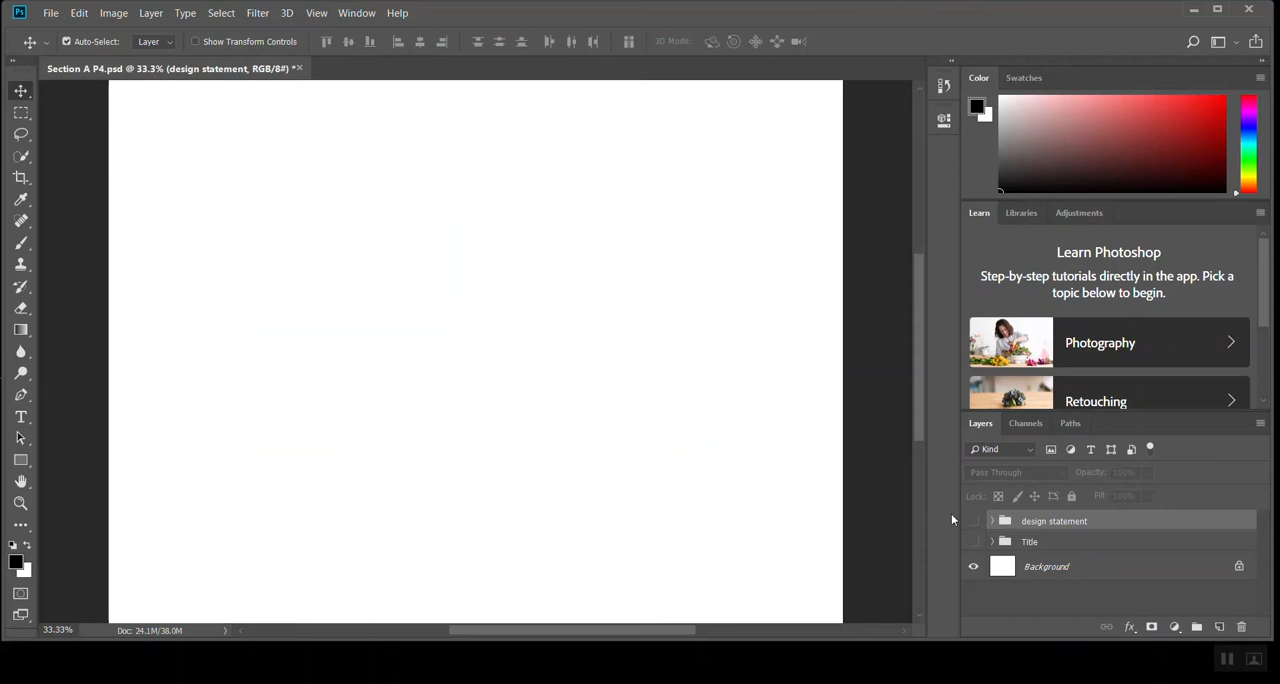 Ps File Edit Image Layer Type Select Filter 3D View Window Help
Auto-Select: Layer Show Transform Controls 3D Mode:
Section A P4.psd @ 33.3% (design statement, RGB/8#) *
Color Swatches
Learn Libraries Adjustments
Learn Photoshop
Step-by-step tutorials directly in the app. Pick a
topic below to begin.
Photography
Retouching
Layers Channels Paths
Kind
Pass Through Opacity: 100%
Lock: Fill: 100%
design statement
Title
Background
fx
33.33% Doc: 24.1M/38.0M